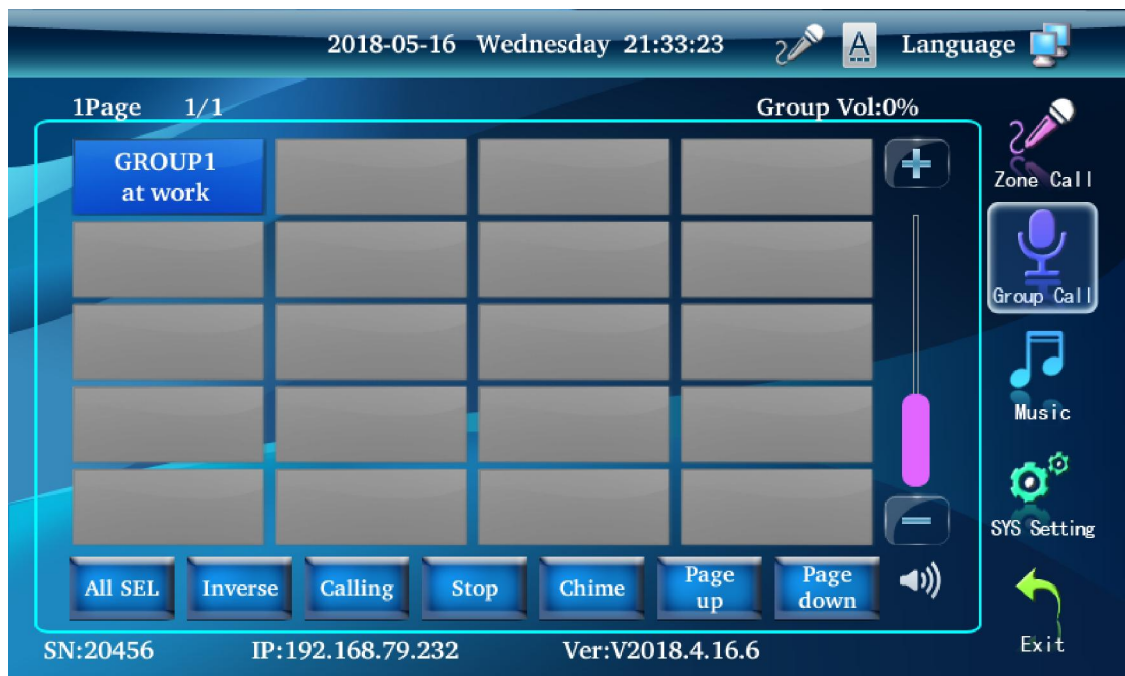 2018-05-16 Wednesday 21:33:23 A Language
1Page 1/1 Group Vol:0%
GROUP1
at work
Zone Call
Group Call
Music
SYS Setting
Exit
All SEL Inverse Calling Stop Chime Page up Page down
SN:20456 IP:192.168.79.232 Ver:V2018.4.16.6